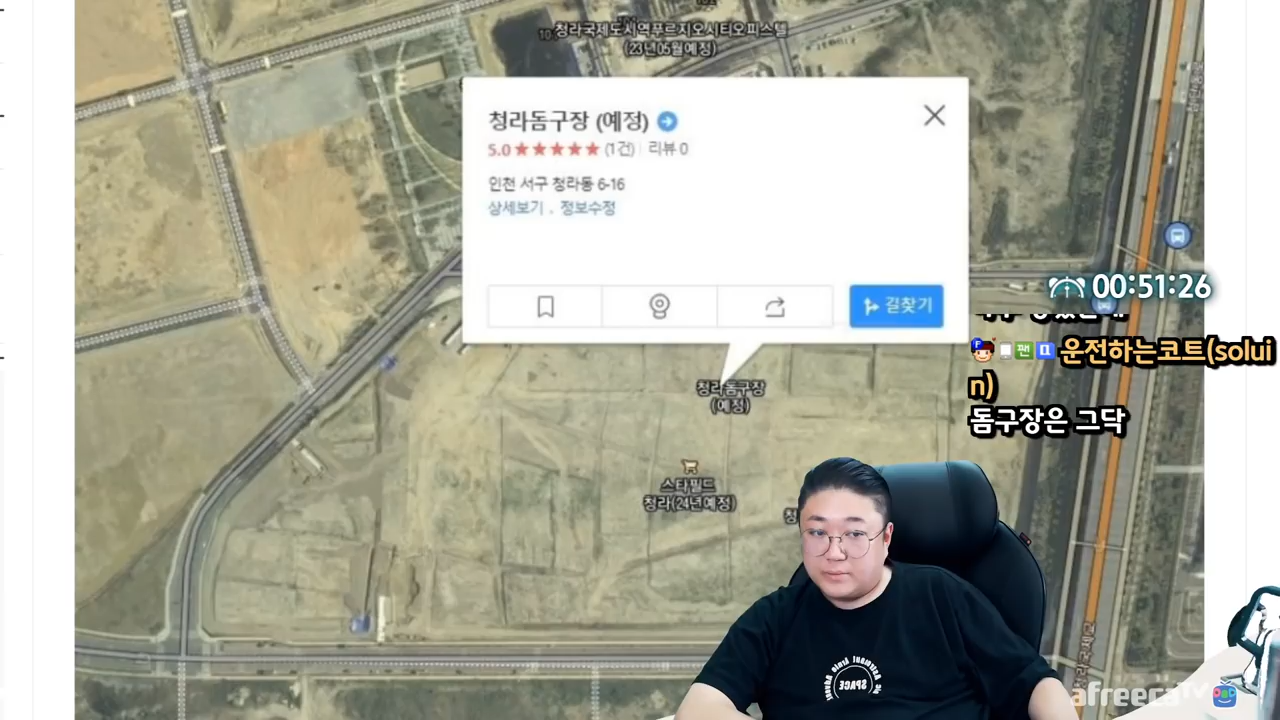 청라국제도시역푸르지오시티오피스텔
(23년05월예정)
청라돔구장 (예정)
5.0★★★★★ (1건) 리뷰 0
인천 서구 청라동 6-16
상세보기 . 정보수정
길찾기
00:51:26
팬
운전하는코트(solui
n)
돔구장은 그닥
청라돔구장
(예정)
스타필드
청라(24년예정)
SPACE
afreecaTV